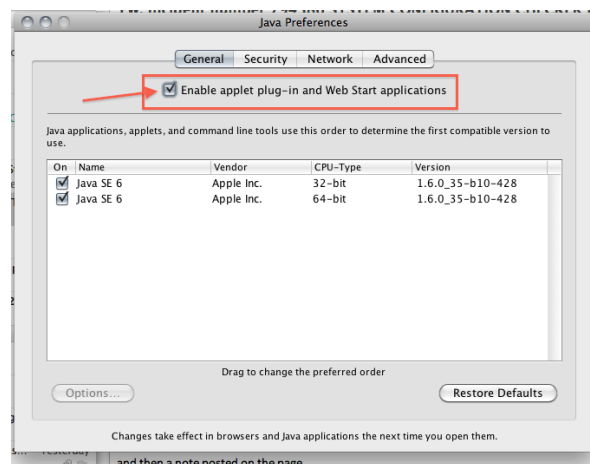 Java Preferences
General Security Network Advanced
Enable applet plug-in and Web Start applications
Java applications, applets, and command line tools use this order to determine the first compatible version to
use.
On Name Vendor CPU-Type Version
Java SE 6 Apple Inc. 32-bit 1.6.0_35-b10-428
Java SE 6 Apple Inc. 64-bit 1.6.0_35-b10-428
Drag to change the preferred order
Options... Restore Defaults
Changes take effect in browsers and Java applications the next time you open them.
Yesterday
and then a note posted on the page